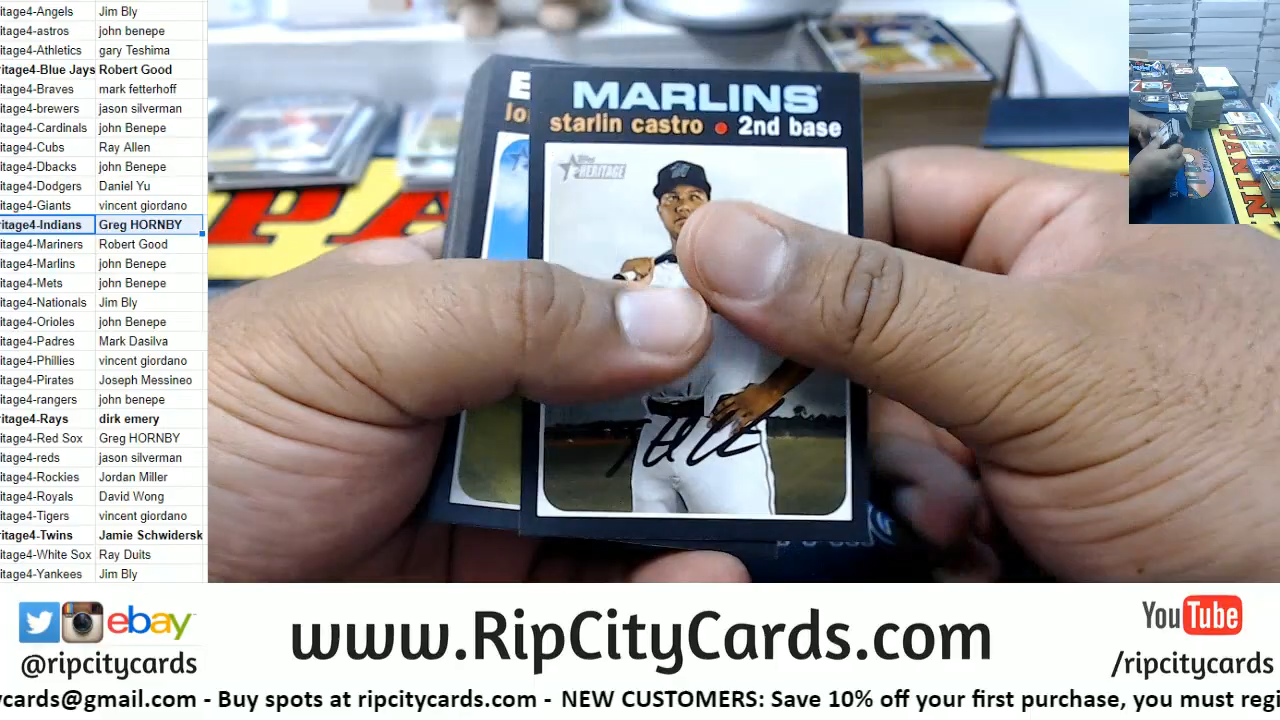 itage4-Angels Jim Bly
itage4-astros john benepe
itage4-Athletics gary Teshima
itage4-Blue Jays Robert Good
itage4-Braves mark fetterhoff
itage4-brewers jason silverman
itage4-Cardinals john Benepe
itage4-Cubs Ray Allen
itage4-Dbacks john Benepe
itage4-Dodgers Daniel Yu
itage4-Giants vincent giordano
itage4-Indians Greg HORNBY
itage4-Mariners Robert Good
itage4-Marlins john Benepe
itage4-Mets john Benepe
itage4-Nationals Jim Bly
itage4-Orioles john Benepe
itage4-Padres Mark Dasilva
itage4-Phillies vincent giordano
itage4-Pirates Joseph Messineo
itage4-rangers john benepe
itage4-Rays dirk emery
itage4-Red Sox Greg HORNBY
itage4-reds jason silverman
itage4-Rockies Jordan Miller
itage4-Royals David Wong
itage4-Tigers vincent giordano
itage4-Twins Jamie Schwidersk
itage4-White Sox Ray Duits
itage4-Yankees Jim Bly
MARLINS
starlin castro • 2nd base
Topps
HERITAGE
lo
PA
PANIN
ebay
@ripcitycards
www.RipCityCards.com
YouTube
/ripcitycards
ycards@gmail.com - Buy spots at ripcitycards.com - NEW CUSTOMERS: Save 10% off your first purchase, you must regi